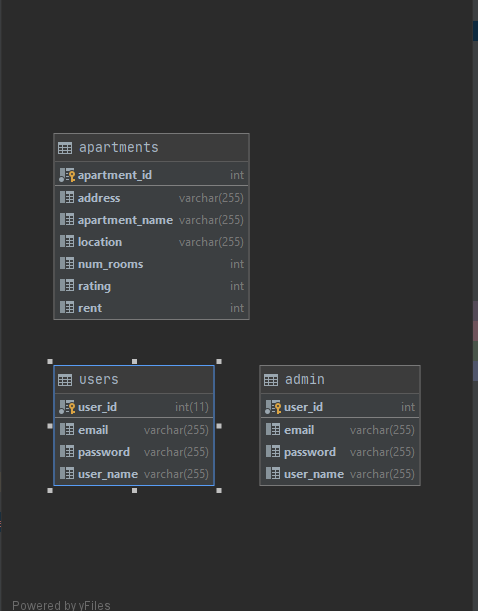 apartments
apartment_id int
address varchar(255)
apartment_name varchar(255)
location varchar(255)
num_rooms int
rating int
rent int
users
user_id int(11)
email varchar(255)
password varchar(255)
user_name varchar(255)
admin
user_id int
email varchar(255)
password varchar(255)
user_name varchar(255)
Powered by yFiles